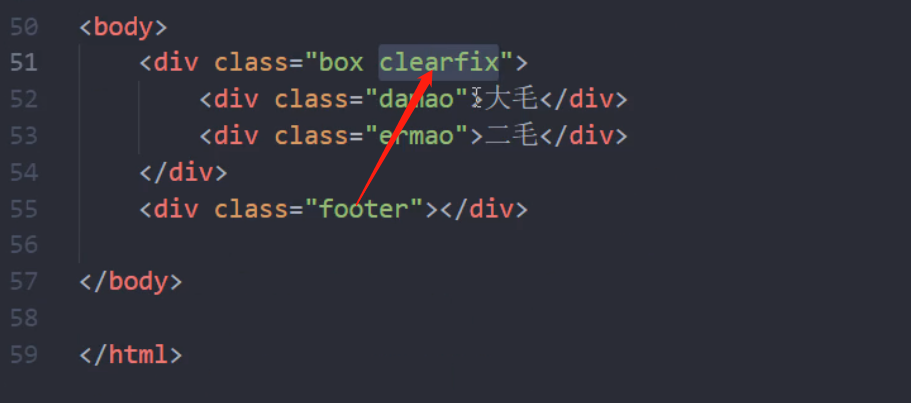 50 <body>
51 <div class="box clearfix">
52 <div class="damao">大毛</div>
53 <div class="ermao">二毛</div>
54 </div>
55 <div class="footer"></div>
56
57 </body>
58
59 </html>